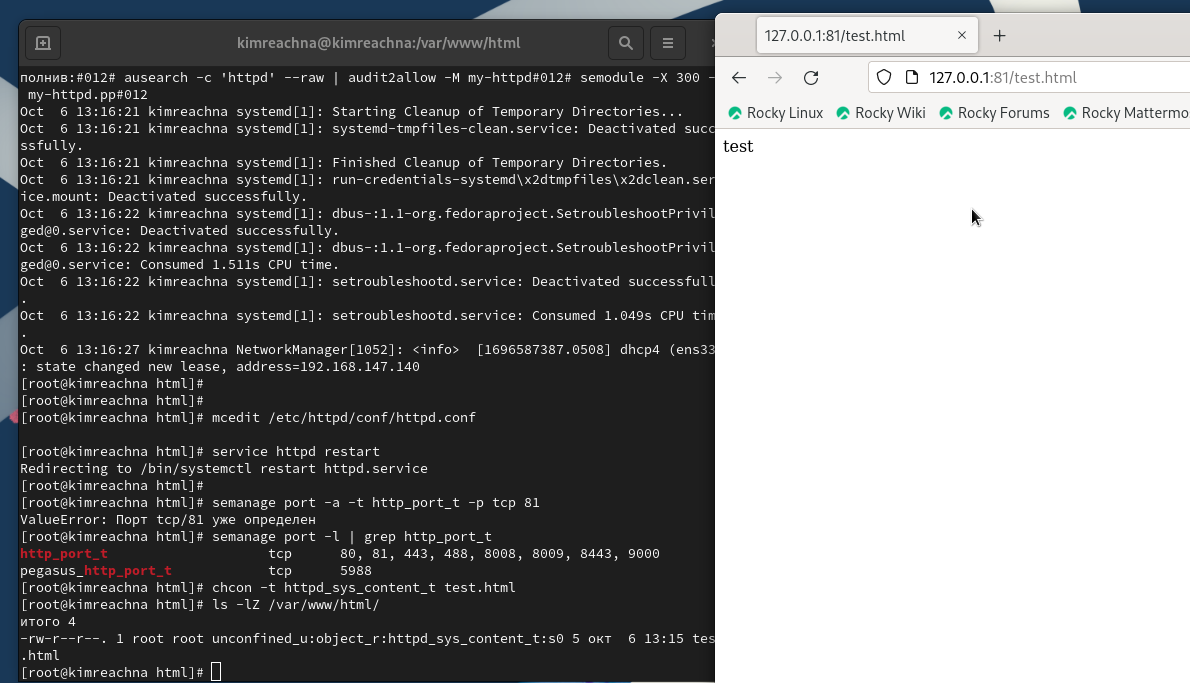 kimreachna@kimreachna:/var/www/html
полнив:#012# ausearch -c 'httpd' --raw | audit2allow -M my-httpd#012# semodule -X 300 -
my-httpd.pp#012
Oct  6 13:16:21 kimreachna systemd[1]: Starting Cleanup of Temporary Directories...
Oct  6 13:16:21 kimreachna systemd[1]: systemd-tmpfiles-clean.service: Deactivated succ
ssfully.
Oct  6 13:16:21 kimreachna systemd[1]: Finished Cleanup of Temporary Directories.
Oct  6 13:16:21 kimreachna systemd[1]: run-credentials-systemd\x2dtmpfiles\x2dclean.ser
ice.mount: Deactivated successfully.
Oct  6 13:16:22 kimreachna systemd[1]: dbus-:1.1-org.fedoraproject.SetroubleshootPrivil
ged@0.service: Deactivated successfully.
Oct  6 13:16:22 kimreachna systemd[1]: dbus-:1.1-org.fedoraproject.SetroubleshootPrivil
ged@0.service: Consumed 1.511s CPU time.
Oct  6 13:16:22 kimreachna systemd[1]: setroubleshootd.service: Deactivated successfull
.
Oct  6 13:16:22 kimreachna systemd[1]: setroubleshootd.service: Consumed 1.049s CPU tim
.
Oct  6 13:16:27 kimreachna NetworkManager[1052]: <info>  [1696587387.0508] dhcp4 (ens33
: state changed new lease, address=192.168.147.140
[root@kimreachna html]#
[root@kimreachna html]#
[root@kimreachna html]# mcedit /etc/httpd/conf/httpd.conf
[root@kimreachna html]# service httpd restart
Redirecting to /bin/systemctl restart httpd.service
[root@kimreachna html]#
[root@kimreachna html]# semanage port -a -t http_port_t -p tcp 81
ValueError: Порт tcp/81 уже определен
[root@kimreachna html]# semanage port -l | grep http_port_t
http_port_t                    tcp      80, 81, 443, 488, 8008, 8009, 8443, 9000
pegasus_http_port_t            tcp      5988
[root@kimreachna html]# chcon -t httpd_sys_content_t test.html
[root@kimreachna html]# ls -lZ /var/www/html/
итого 4
-rw-r--r--. 1 root root unconfined_u:object_r:httpd_sys_content_t:s0 5 окт  6 13:15 tes
.html
[root@kimreachna html]#
127.0.0.1:81/test.html
127.0.0.1:81/test.html
Rocky Linux Rocky Wiki Rocky Forums Rocky Mattermo
test